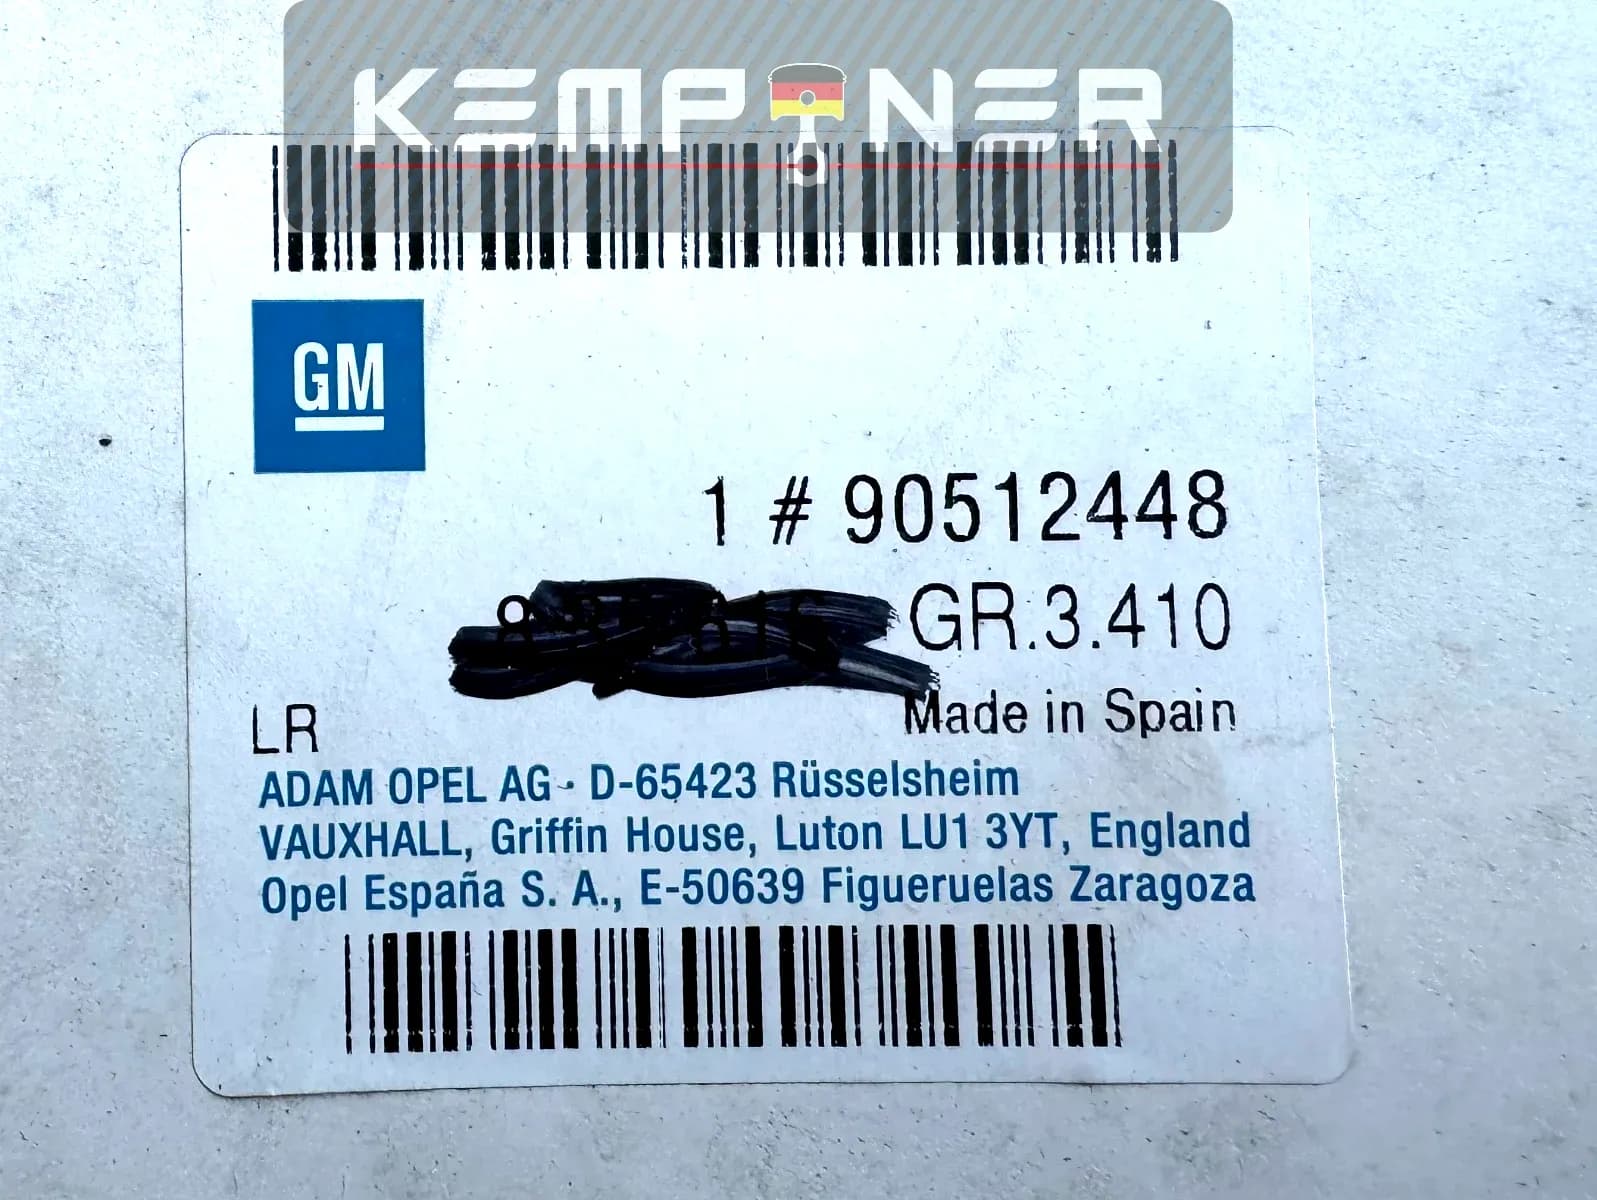 KEMPTNER
GM
1 # 90512448
GR.3.410
LR
Made in Spain
ADAM OPEL AG · D-65423 Rüsselsheim
VAUXHALL, Griffin House, Luton LU1 3YT, England
Opel España S. A., E-50639 Figueruelas Zaragoza